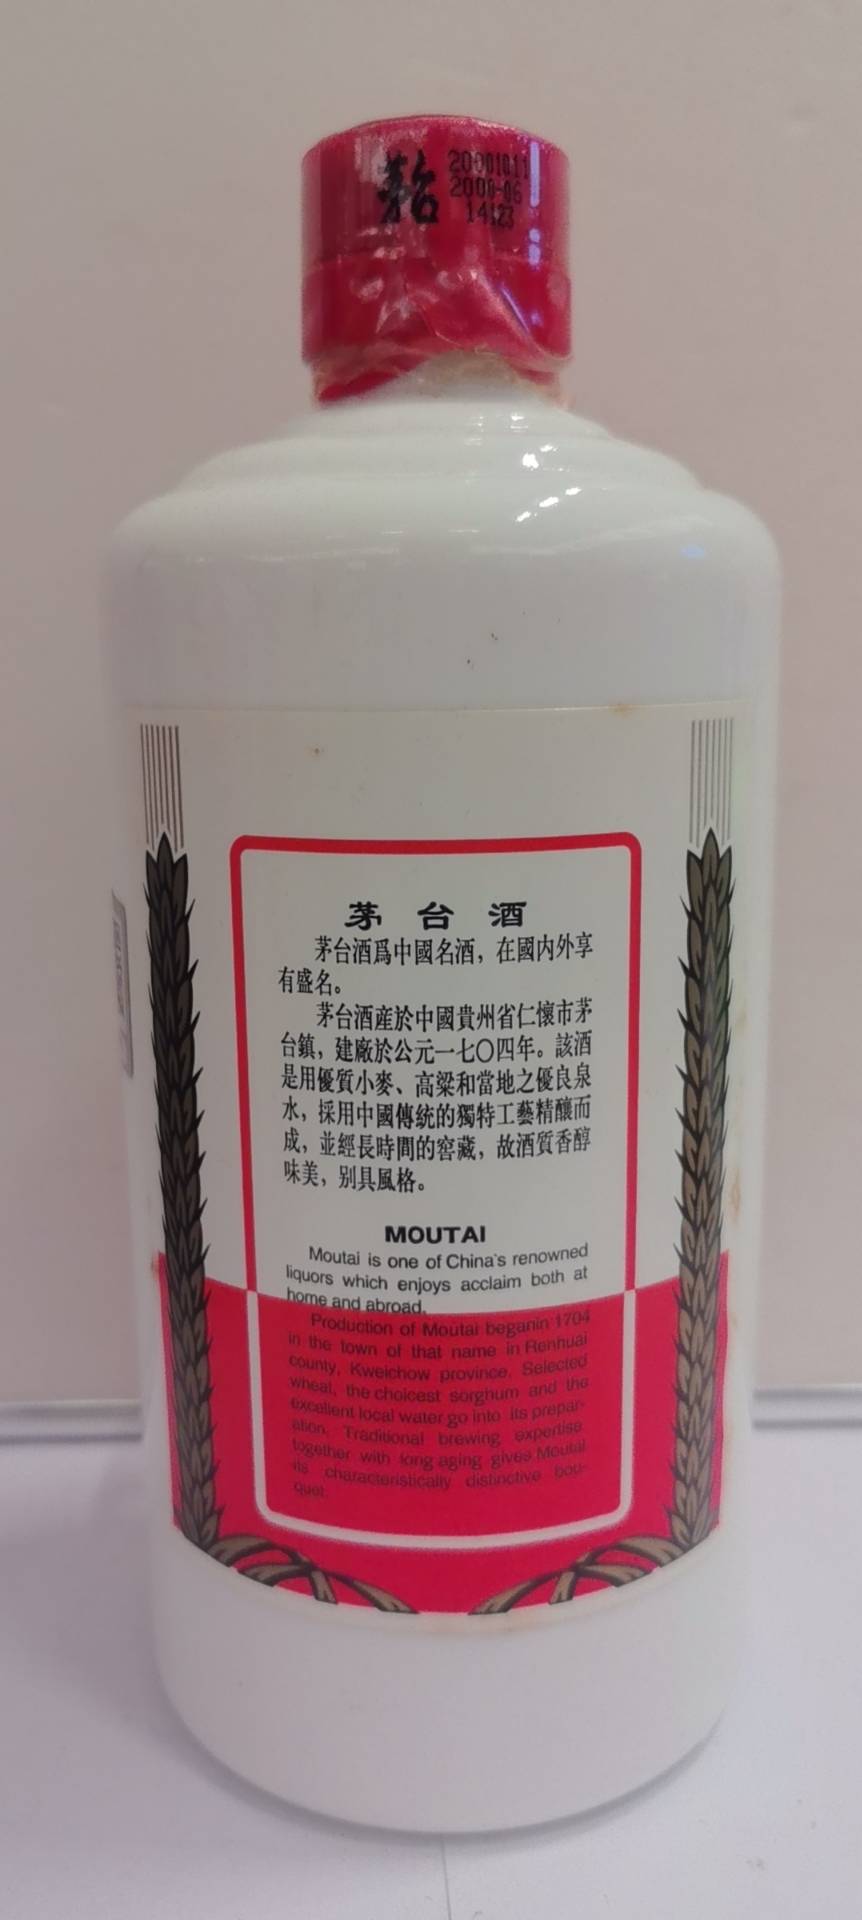 茅台
20001011
2000-06
14123
茅台酒
茅台酒爲中國名酒，在國内外享
有盛名。
茅台酒産於中國貴州省仁懷市茅
台鎮，建廠於公元一七〇四年。該酒
是用優質小麥、高粱和當地之優良泉
水，採用中國傳統的獨特工藝精釀而
成，並經長時間的窖藏，故酒質香醇
味美，别具風格。
MOUTAI
Moutai is one of China's renowned
liquors which enjoys acclaim both at
home and abroad.
Production of Moutai beganin 1704
in the town of that name in Renhuai
county, Kweichow province. Selected
wheat, the choicest sorghum and the
excellent local water go into its prepar-
ation. Traditional brewing expertise
together with long aging gives Moutai
its characteristically distinctive bou-
quet.